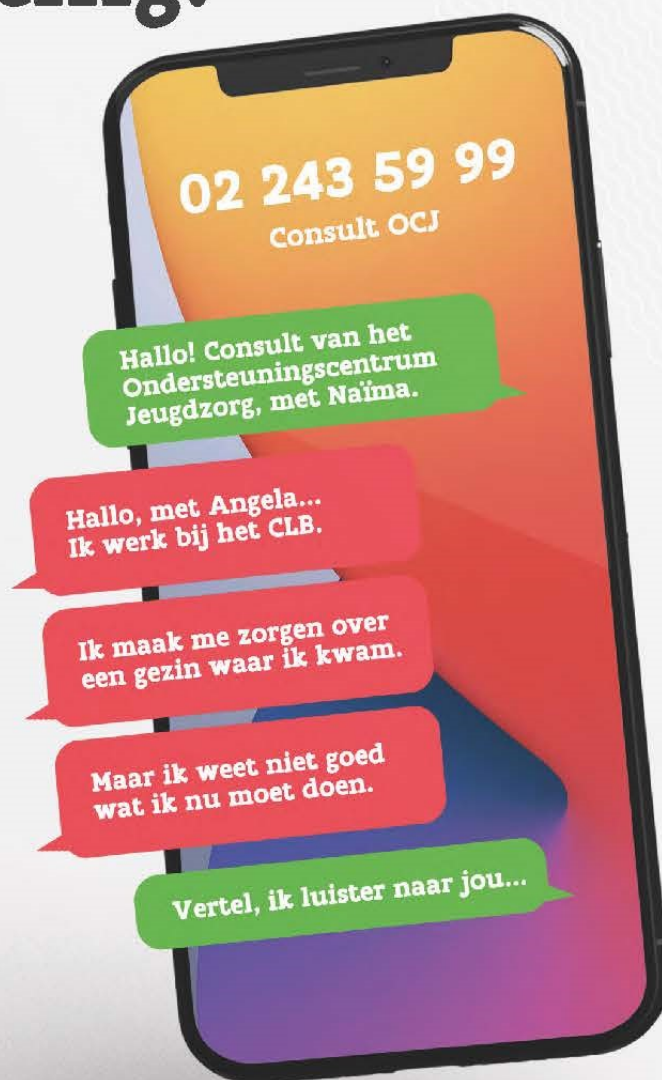 02 243 59 99
Consult OCJ
Hallo! Consult van het
Ondersteuningscentrum
Jeugdzorg, met Naïma.
Hallo, met Angela...
Ik werk bij het CLB.
Ik maak me zorgen over
een gezin waar ik kwam.
Maar ik weet niet goed
wat ik nu moet doen.
Vertel, ik luister naar jou...